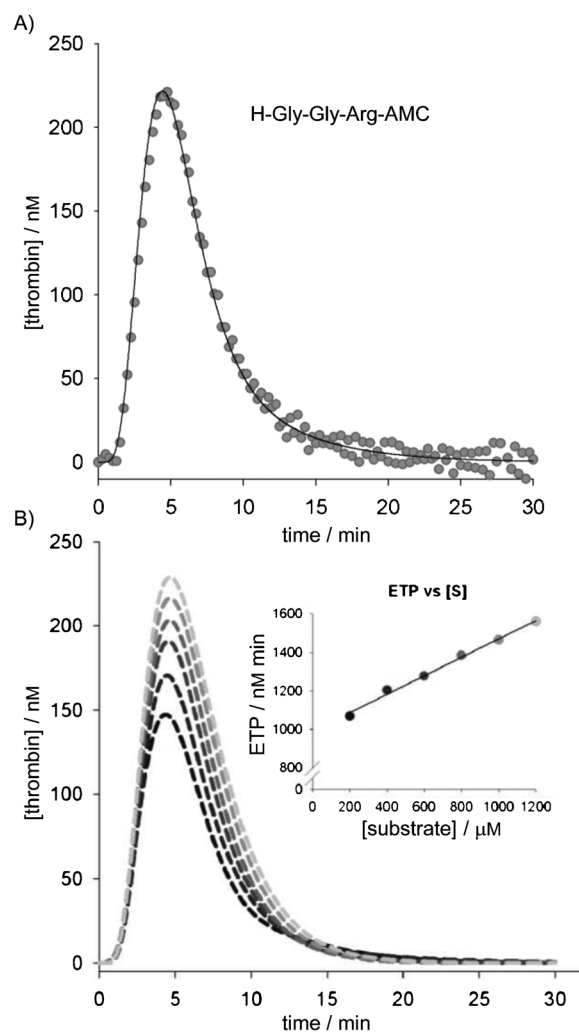 A)
250
200
150
100
50
0
[thrombin] / nM
H-Gly-Gly-Arg-AMC
0 5 10 15 20 25 30
time / min
B)
250
200
150
100
50
0
[thrombin] / nM
ETP vs [S]
1600
1400
1200
1000
800
0
ETP / nM min
0 200 400 600 800 1000 1200
[substrate] / μM
0 5 10 15 20 25 30
time / min